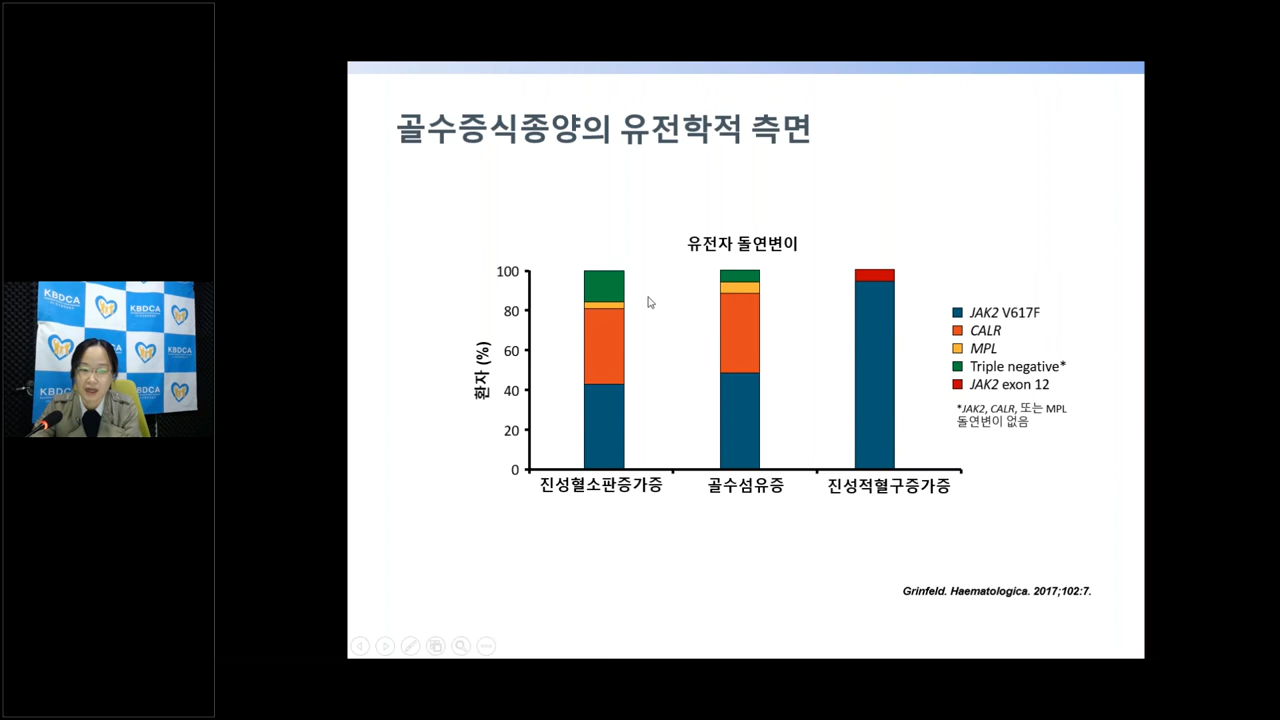 골수증식종양의 유전학적 측면
유전자 돌연변이
환자 (%)
100
80
60
40
20
0
진성혈소판증가증
골수섬유증
진성적혈구증가증
JAK2 V617F
CALR
MPL
Triple negative*
JAK2 exon 12
*JAK2, CALR, 또는 MPL
돌연변이 없음
Grinfeld. Haematologica. 2017;102:7.
KBDCA
KBDCA
KBDCA
KBDCA
KBDCA